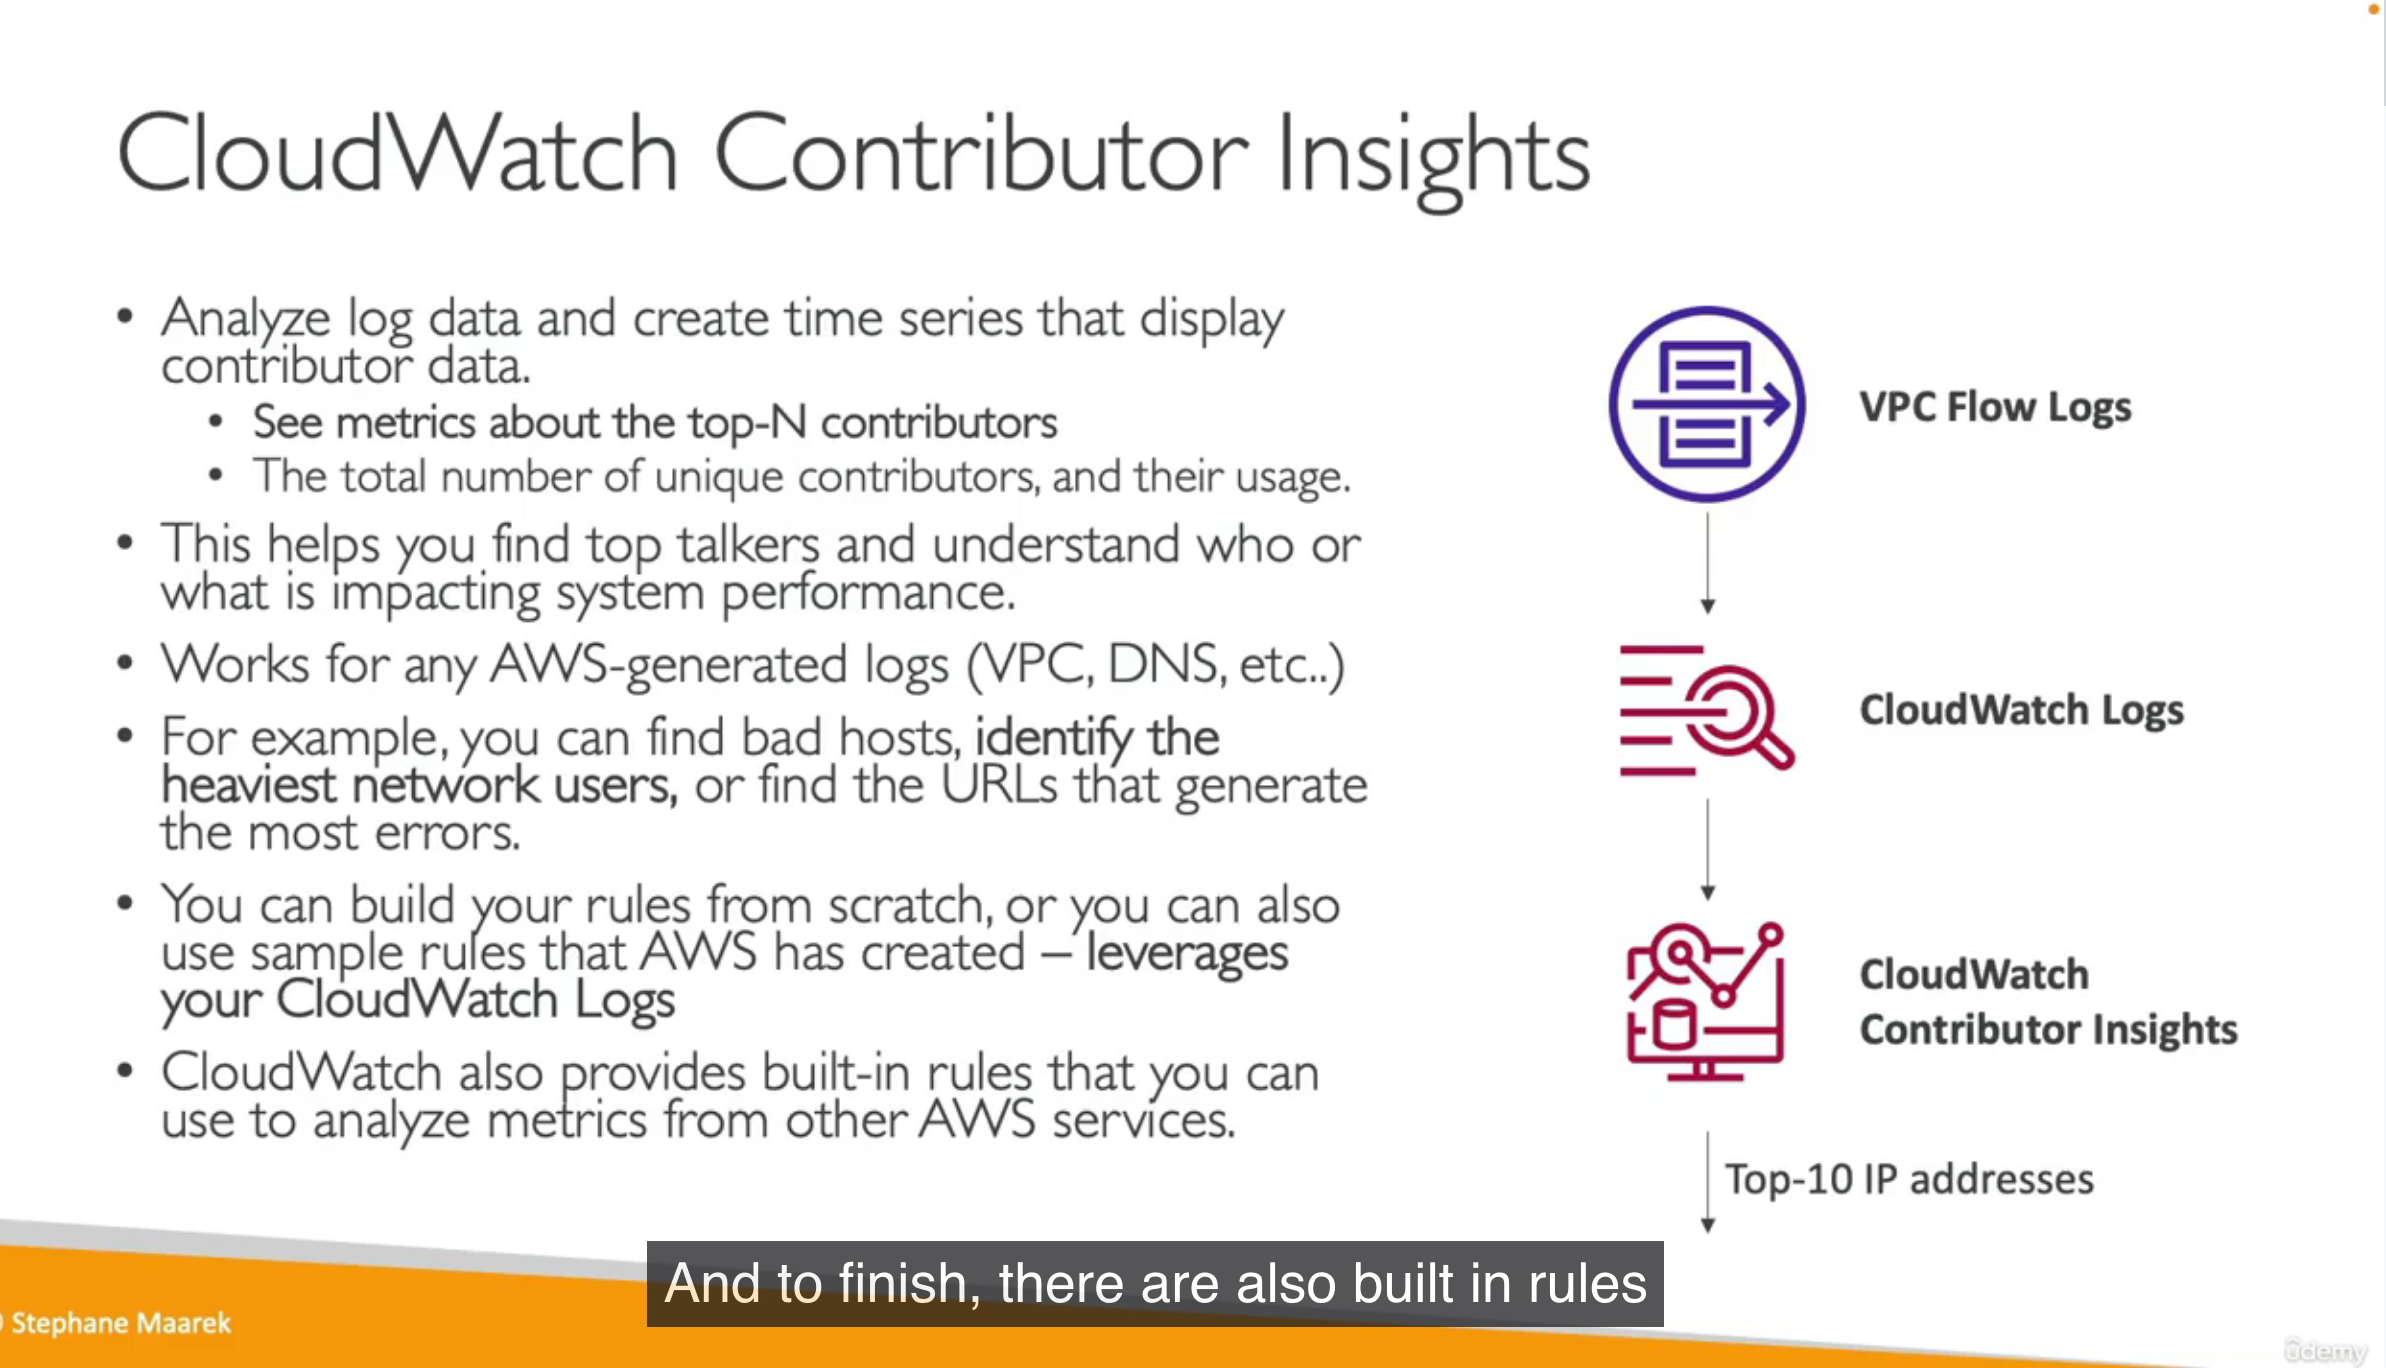 CloudWatch Contributor Insights
• Analyze log data and create time series that display
contributor data.
• See metrics about the top-N contributors
• The total number of unique contributors, and their usage.
• This helps you find top talkers and understand who or
what is impacting system performance.
• Works for any AWS-generated logs (VPC, DNS, etc..)
• For example, you can find bad hosts, identify the
heaviest network users, or find the URLs that generate
the most errors.
• You can build your rules from scratch, or you can also
use sample rules that AWS has created – leverages
your CloudWatch Logs
• CloudWatch also provides built-in rules that you can
use to analyze metrics from other AWS services.
VPC Flow Logs
CloudWatch Logs
CloudWatch
Contributor Insights
Top-10 IP addresses
And to finish, there are also built in rules
Stephane Maarek
ûdemy